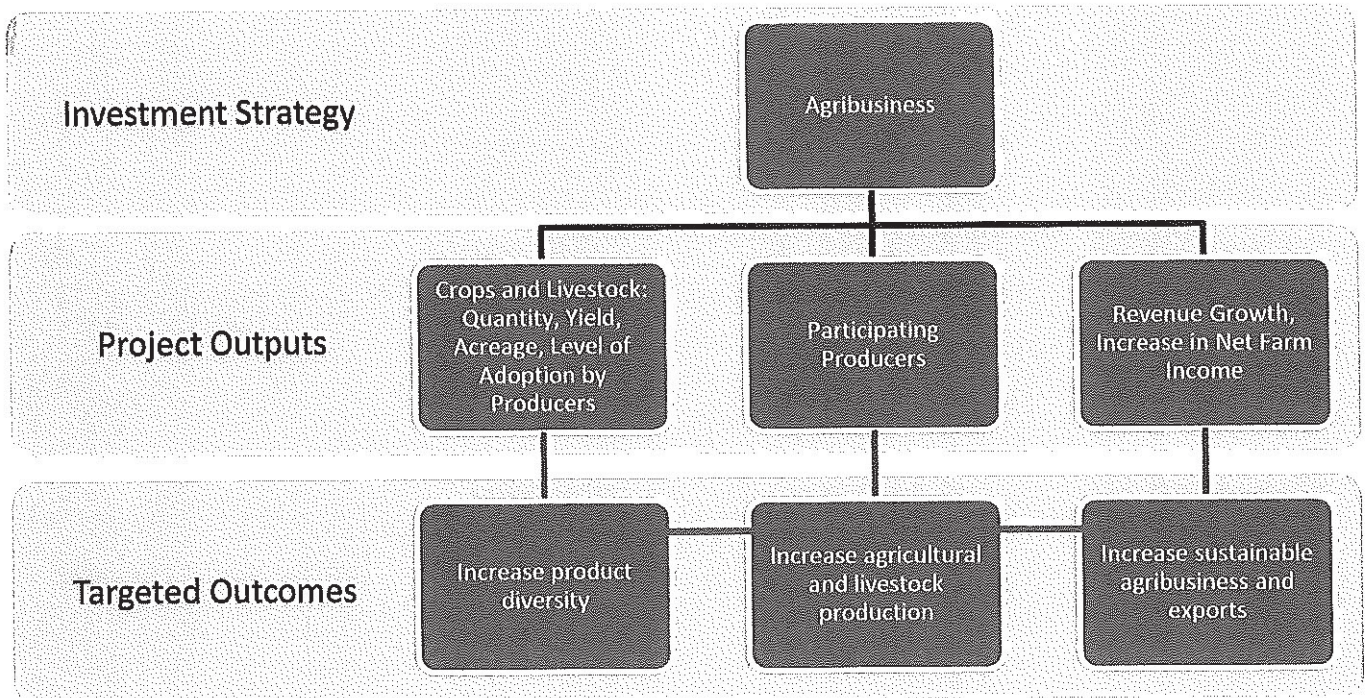 Investment Strategy
Agribusiness
Project Outputs
Crops and Livestock:
Quantity, Yield,
Acreage, Level of
Adoption by
Producers
Participating
Producers
Revenue Growth,
Increase in Net Farm
Income
Targeted Outcomes
Increase product
diversity
Increase agricultural
and livestock
production
Increase sustainable
agribusiness and
exports